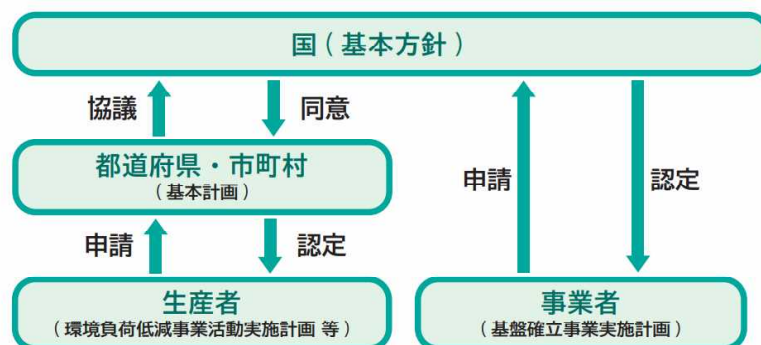 国（基本方針）
協議
同意
都道府県・市町村
（基本計画）
申請
認定
申請
認定
生産者
（環境負荷低減事業活動実施計画 等）
事業者
（基盤確立事業実施計画）